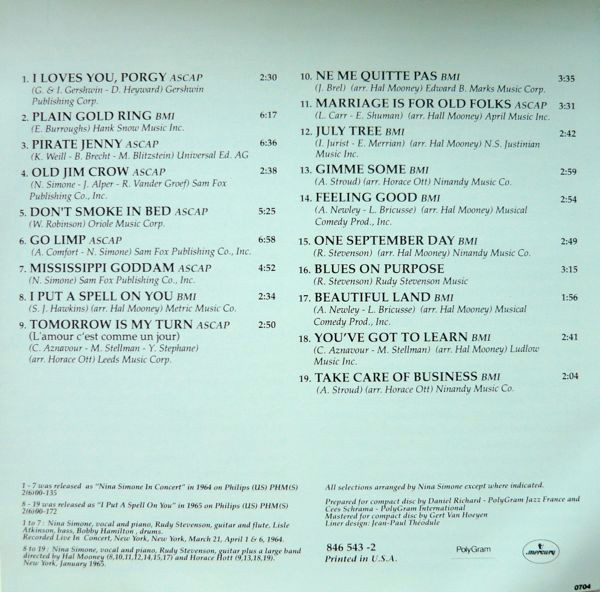 1. I LOVES YOU, PORGY ASCAP 2:30
(G. & I. Gershwin - D. Heyward) Gershwin
Publishing Corp.
2. PLAIN GOLD RING BMI 6:17
(E. Burroughs) Hank Snow Music Inc.
3. PIRATE JENNY ASCAP 6:36
(K. Weill - B. Brecht - M. Blitzstein) Universal Ed. AG
4. OLD JIM CROW ASCAP 2:38
(N. Simone - J. Alper - R. Vander Groef) Sam Fox
Publishing Co., Inc.
5. DON'T SMOKE IN BED ASCAP 5:25
(W. Robinson) Oriole Music Corp.
6. GO LIMP ASCAP 6:58
(A. Comfort - N. Simone) Sam Fox Publishing Co., Inc.
7. MISSISSIPPI GODDAM ASCAP 4:52
(N. Simone) Sam Fox Publishing Co., Inc.
8. I PUT A SPELL ON YOU BMI 2:34
(S. J. Hawkins) (arr. Hal Mooney) Metric Music Co.
9. TOMORROW IS MY TURN ASCAP 2:50
(L'amour c'est comme un jour)
(C. Aznavour - M. Stellman - Y. Stephane)
(arr. Horace Ott) Leeds Music Corp.
10. NE ME QUITTE PAS BMI 3:35
(J. Brel) (arr. Hal Mooney) Edward B. Marks Music Corp.
11. MARRIAGE IS FOR OLD FOLKS ASCAP 3:31
(L. Carr - E. Shuman) (arr. Hall Mooney) April Music Inc.
12. JULY TREE BMI 2:42
(I. Jurist - E. Merrian) (arr. Hal Mooney) N.S. Justinian
Music Inc.
13. GIMME SOME BMI 2:59
(A. Stroud) (arr. Horace Ott) Ninandy Music Co.
14. FEELING GOOD BMI 2:54
(A. Newley - L. Bricusse) (arr. Hal Mooney) Musical
Comedy Prod., Inc.
15. ONE SEPTEMBER DAY BMI 2:49
(R. Stevenson) (arr. Hal Mooney) Ninandy Music Co.
16. BLUES ON PURPOSE 3:15
(R. Stevenson) Rudy Stevenson Music
17. BEAUTIFUL LAND BMI 1:56
(A. Newley - L. Bricusse) (arr. Hal Mooney) Musical
Comedy Prod., Inc.
18. YOU'VE GOT TO LEARN BMI 2:41
(C. Aznavour - M. Stellman) (arr. Hal Mooney) Ludlow
Music Inc.
19. TAKE CARE OF BUSINESS BMI 2:04
(A. Stroud) (arr. Horace Ott) Ninandy Music Co.
1 - 7 was released as "Nina Simone In Concert" in 1964 on Philips (US) PHM(S)
2(6)00-135
8 - 19 was released as "I Put A Spell On You" in 1965 on Philips (US) PHM(S)
2(6)00-172
1 to 7 : Nina Simone, vocal and piano, Rudy Stevenson, guitar and flute, Lisle
Atkinson, bass, Bobby Hamilton, drums.
Recorded Live In Concert, New York, New York, March 21, April 1 & 6, 1964.
8 to 19 : Nina Simone, vocal and piano, Rudy Stevenson, guitar plus a large band
directed by Hal Mooney (8,10,11,12,14,15,17) and Horace Hott (9,13,18,19).
New York, January 1965.
All selections arranged by Nina Simone except where indicated.
Prepared for compact disc by Daniel Richard - PolyGram Jazz France and
Cees Schrama - PolyGram International
Mastered for compact disc by Gert Van Hoeyen
Liner design: Jean-Paul Théodule
846 543 -2
Printed in U.S.A.
PolyGram
mercury
0704